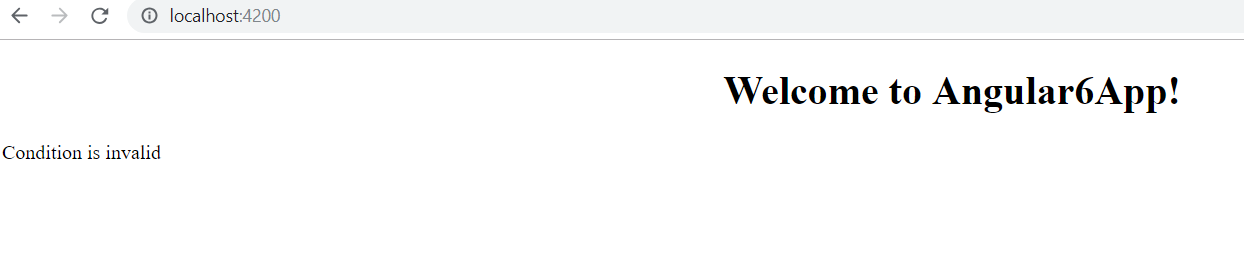 localhost:4200
Welcome to Angular6App!
Condition is invalid